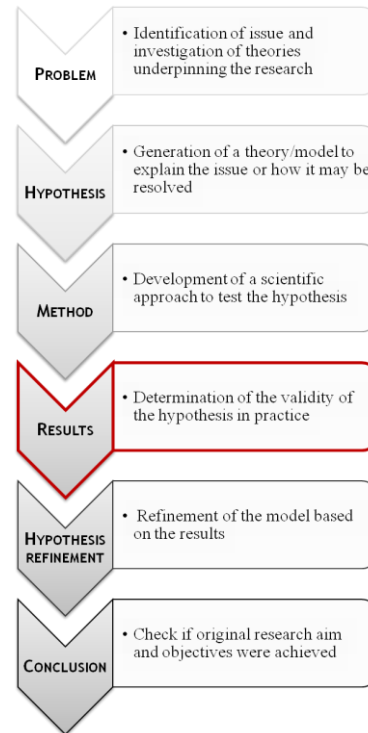 PROBLEM
• Identification of issue and
investigation of theories
underpinning the research
HYPOTHESIS
• Generation of a theory/model to
explain the issue or how it may be
resolved
METHOD
• Development of a scientific
approach to test the hypothesis
RESULTS
• Determination of the validity of
the hypothesis in practice
HYPOTHESIS
REFINEMENT
• Refinement of the model based
on the results
CONCLUSION
• Check if original research aim
and objectives were achieved